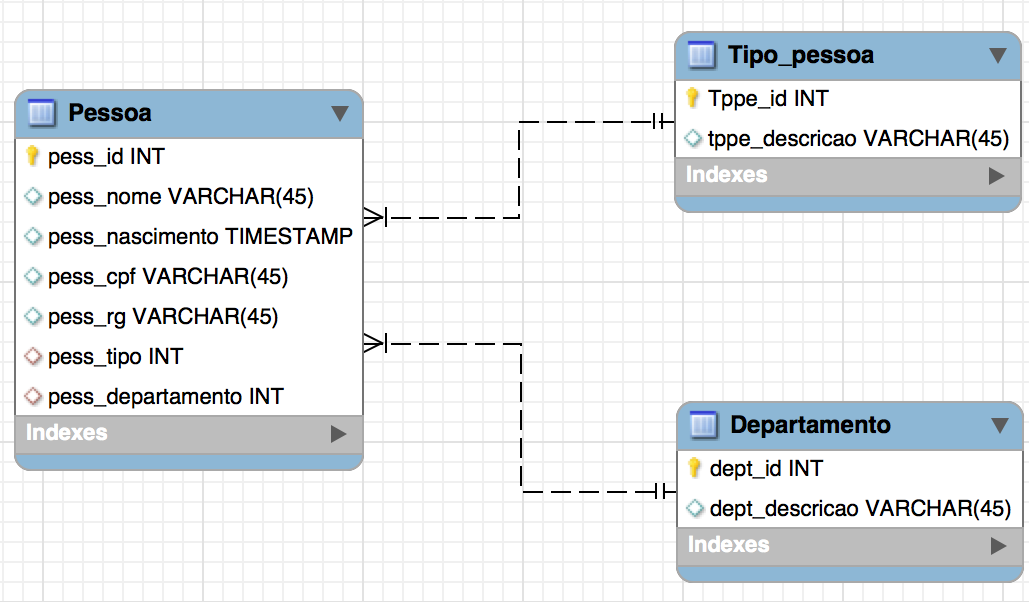 Pessoa
pess_id INT
pess_nome VARCHAR(45)
pess_nascimento TIMESTAMP
pess_cpf VARCHAR(45)
pess_rg VARCHAR(45)
pess_tipo INT
pess_departamento INT
Indexes
Tipo_pessoa
Tppe_id INT
tppe_descricao VARCHAR(45)
Indexes
Departamento
dept_id INT
dept_descricao VARCHAR(45)
Indexes